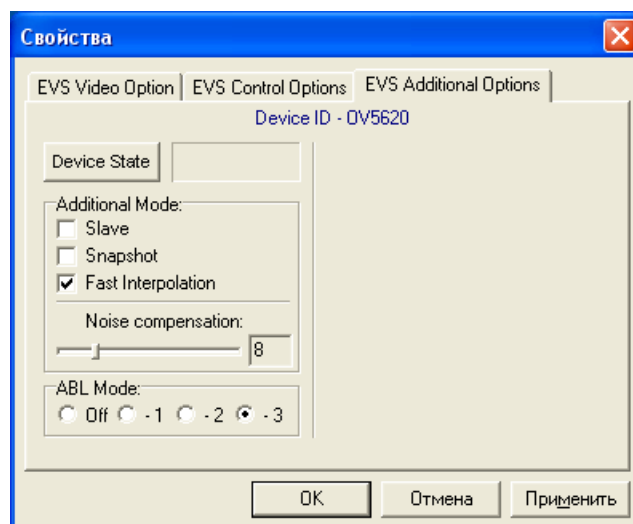 Свойства
EVS Video Option EVS Control Options EVS Additional Options
Device ID - OV5620
Device State
Additional Mode:
Slave
Snapshot
Fast Interpolation
Noise compensation:
8
ABL Mode:
Off - 1 - 2 - 3
OK Отмена Применить